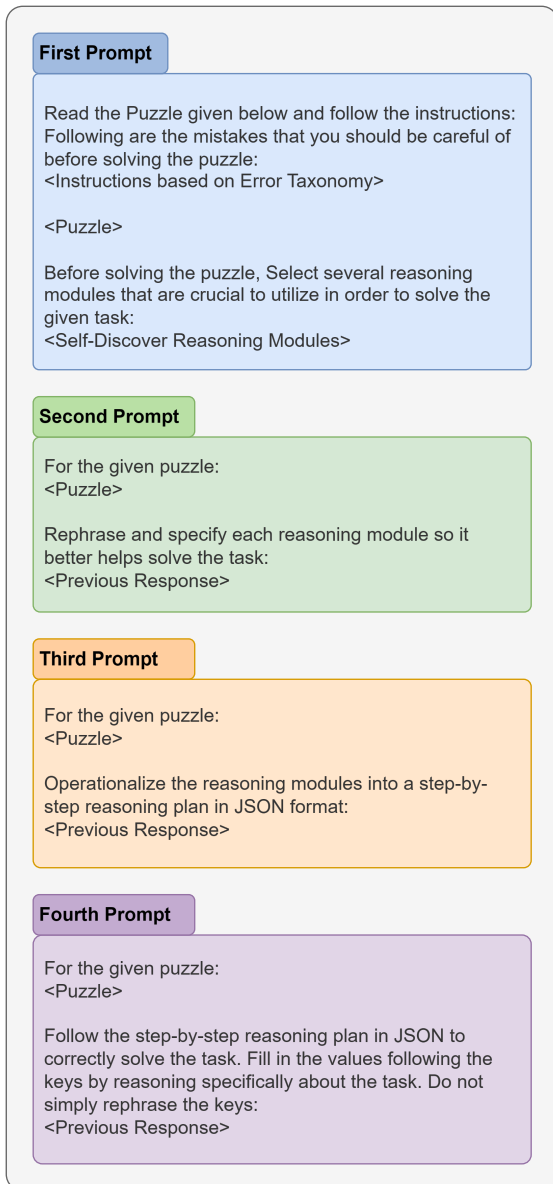 First Prompt
Read the Puzzle given below and follow the instructions:
Following are the mistakes that you should be careful of
before solving the puzzle:
<Instructions based on Error Taxonomy>
<Puzzle>
Before solving the puzzle, Select several reasoning
modules that are crucial to utilize in order to solve the
given task:
<Self-Discover Reasoning Modules>
Second Prompt
For the given puzzle:
<Puzzle>
Rephrase and specify each reasoning module so it
better helps solve the task:
<Previous Response>
Third Prompt
For the given puzzle:
<Puzzle>
Operationalize the reasoning modules into a step-by-
step reasoning plan in JSON format:
<Previous Response>
Fourth Prompt
For the given puzzle:
<Puzzle>
Follow the step-by-step reasoning plan in JSON to
correctly solve the task. Fill in the values following the
keys by reasoning specifically about the task. Do not
simply rephrase the keys:
<Previous Response>